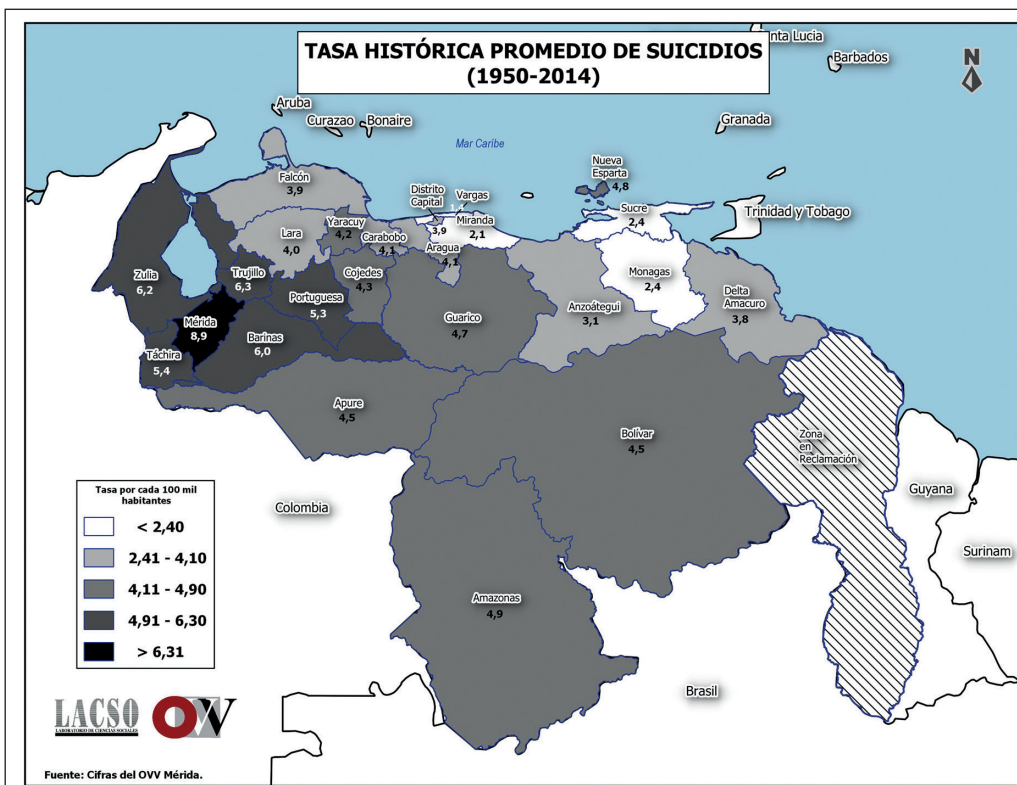 TASA HISTÓRICA PROMEDIO DE SUICIDIOS
(1950-2014)
N
nta Lucia
Barbados
Aruba
Curazao
Bonaire
Granada
Mar Caribe
Trinidad y Tobago
Nueva
Esparta
4,8
Falcón
3,9
Distrito
Capital
3,9
Vargas
1,4
Miranda
2,1
Sucre
2,4
Yaracuy
4,2
Carabobo
4,1
Aragua
4,1
Lara
4,0
Cojedes
4,3
Monagas
2,4
Delta
Amacuro
3,8
Zulia
6,2
Trujillo
6,3
Portuguesa
5,3
Guarico
4,7
Anzoátegui
3,1
Mérida
8,9
Barinas
6,0
Táchira
5,4
Apure
4,5
Bolívar
4,5
Zona
en
Reclamación
Guyana
Surinam
Colombia
Amazonas
4,9
Brasil
Tasa por cada 100 mil
habitantes
< 2,40
2,41 - 4,10
4,11 - 4,90
4,91 - 6,30
> 6,31
LACSO
LABORATORIO DE CIENCIAS SOCIALES
OVV
Fuente: Cifras del OVV Mérida.